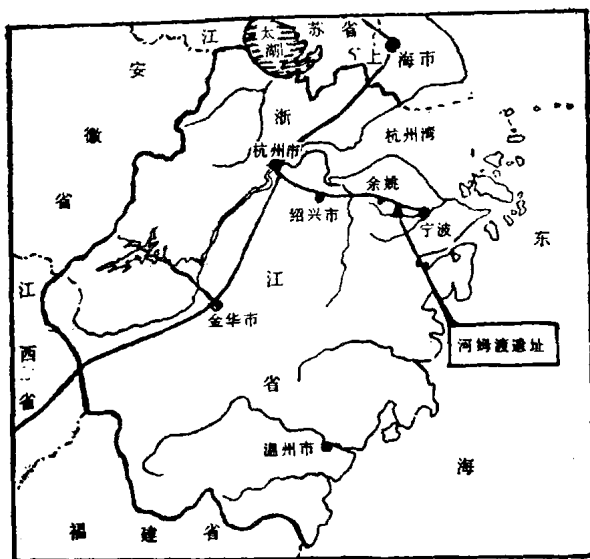 江苏省
安徽省
太湖
上海市
浙江省
杭州市
杭州湾
余姚
绍兴市
宁波
东海
江西省
金华市
河姆渡遗址
温州市
福建省